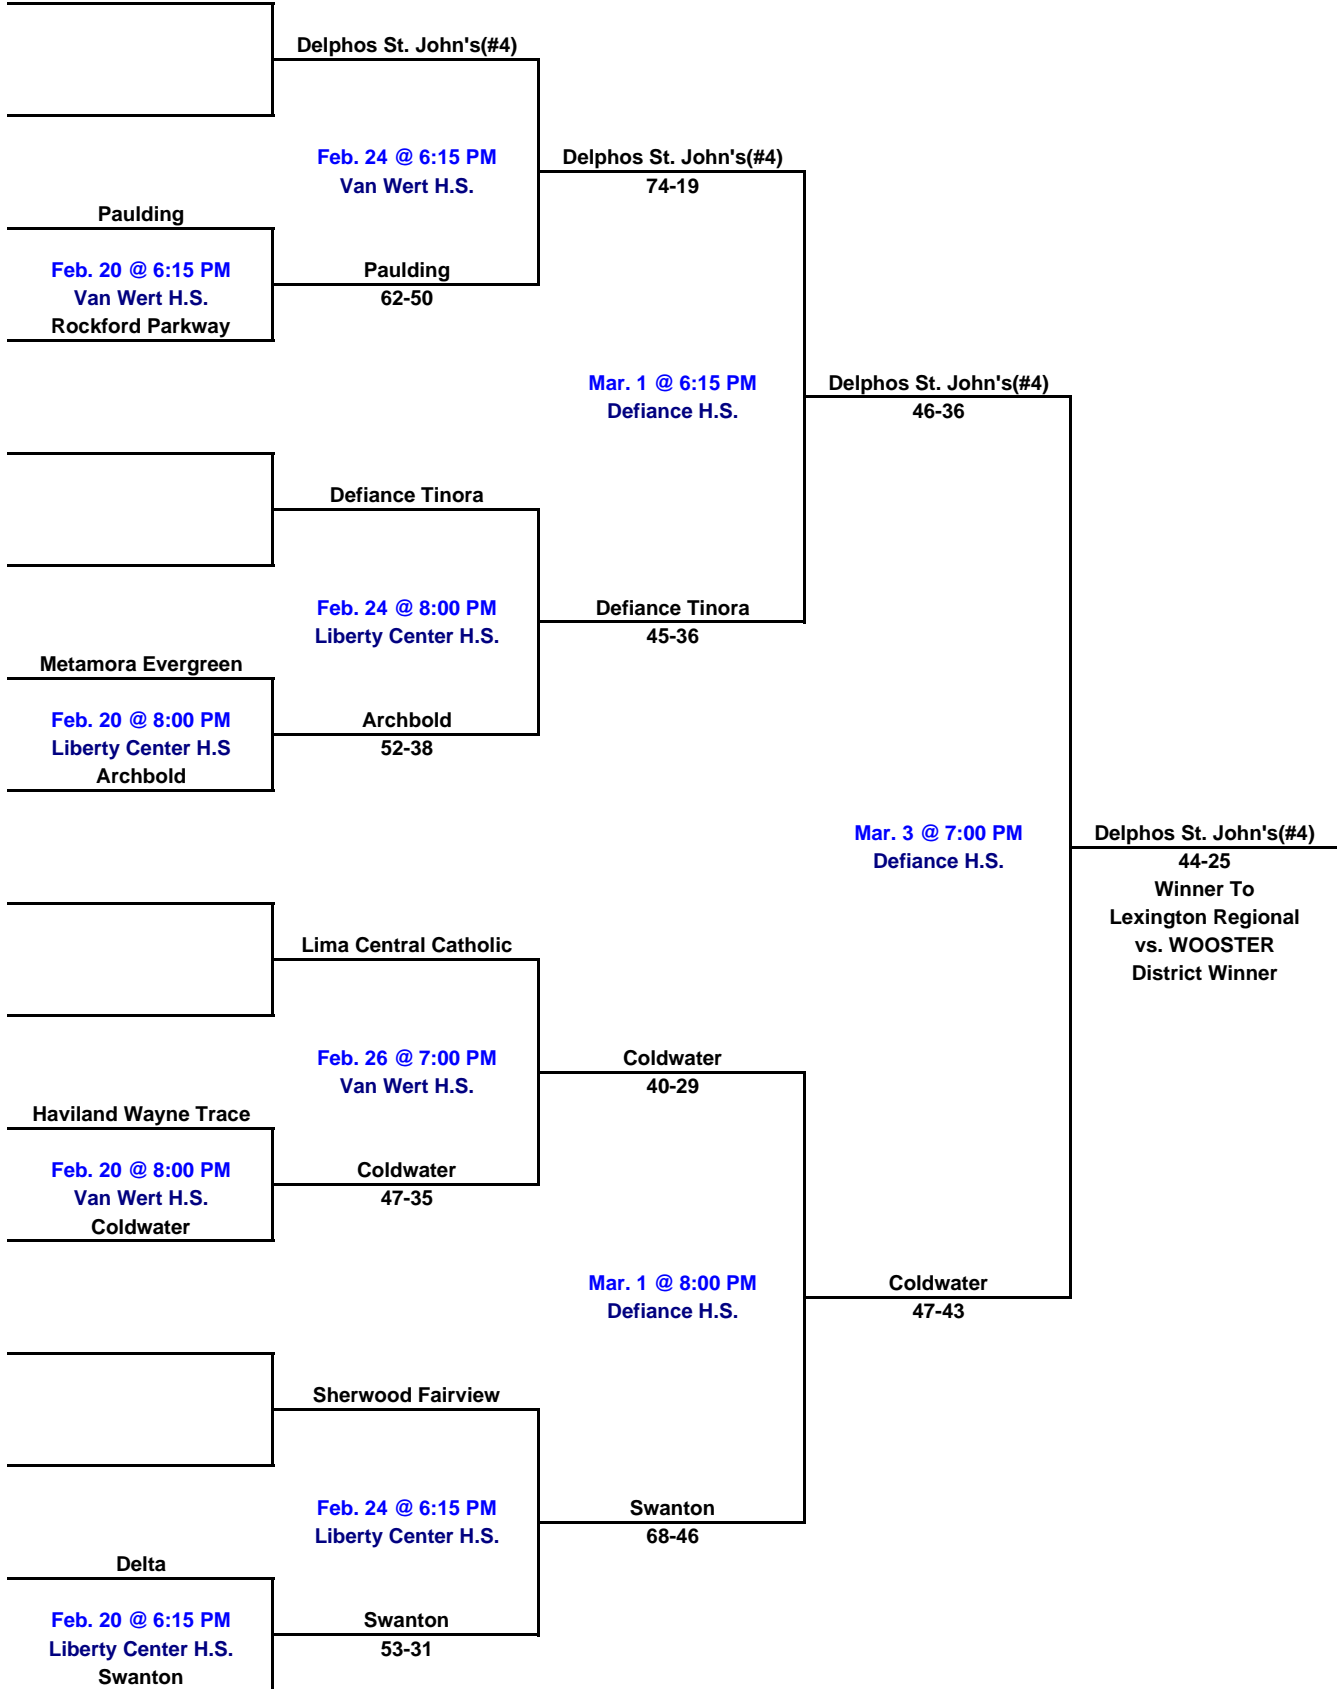 Delphos St. John's(#4)
Feb. 24 @ 6:15 PM
Van Wert H.S.
Delphos St. John's(#4)
74-19
Paulding
Feb. 20 @ 6:15 PM
Van Wert H.S.
Rockford Parkway
Paulding
62-50
Mar. 1 @ 6:15 PM
Defiance H.S.
Delphos St. John's(#4)
46-36
Defiance Tinora
Feb. 24 @ 8:00 PM
Liberty Center H.S.
Defiance Tinora
45-36
Metamora Evergreen
Feb. 20 @ 8:00 PM
Liberty Center H.S
Archbold
Archbold
52-38
Mar. 3 @ 7:00 PM
Defiance H.S.
Delphos St. John's(#4)
44-25
Winner To
Lexington Regional
vs. WOOSTER
District Winner
Lima Central Catholic
Feb. 26 @ 7:00 PM
Van Wert H.S.
Coldwater
40-29
Haviland Wayne Trace
Feb. 20 @ 8:00 PM
Van Wert H.S.
Coldwater
Coldwater
47-35
Mar. 1 @ 8:00 PM
Defiance H.S.
Coldwater
47-43
Sherwood Fairview
Feb. 24 @ 6:15 PM
Liberty Center H.S.
Swanton
68-46
Delta
Feb. 20 @ 6:15 PM
Liberty Center H.S.
Swanton
Swanton
53-31